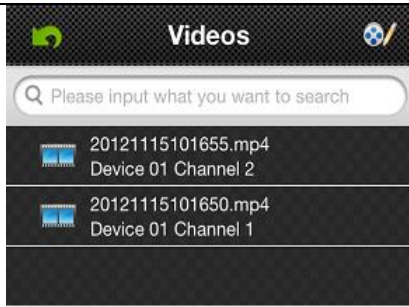 Videos
Please input what you want to search
20121115101655.mp4
Device 01 Channel 2
20121115101650.mp4
Device 01 Channel 1